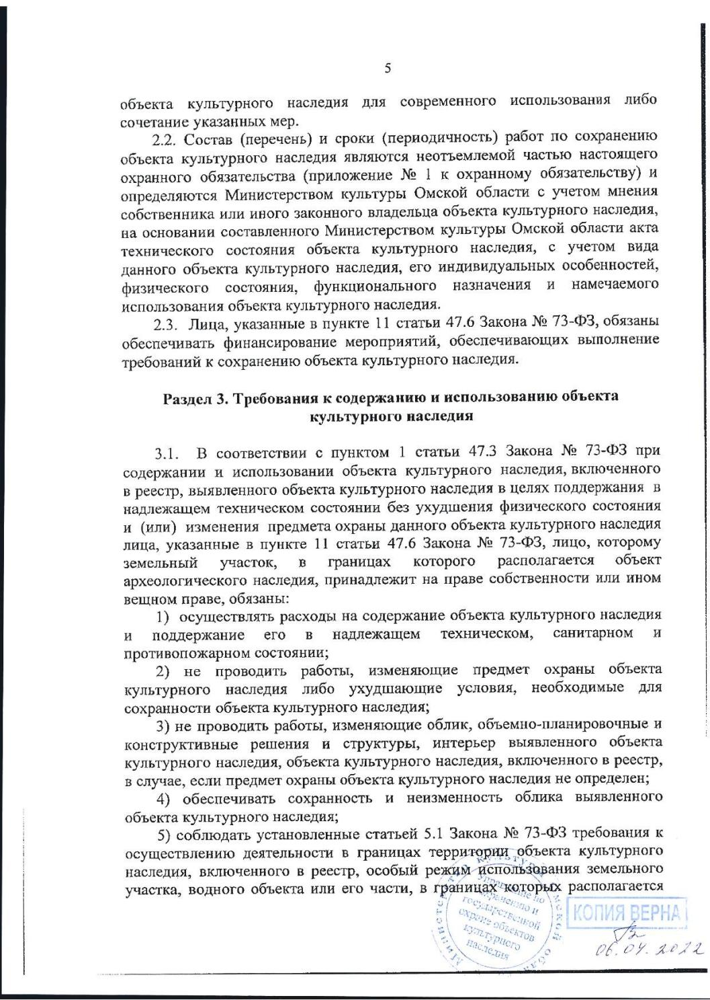 5
объекта культурного наследия для современного использования либо
сочетание указанных мер.
2.2. Состав (перечень) и сроки (периодичность) работ по сохранению
объекта культурного наследия являются неотъемлемой частью настоящего
охранного обязательства (приложение № 1 к охранному обязательству) и
определяются Министерством культуры Омской области с учетом мнения
собственника или иного законного владельца объекта культурного наследия,
на основании составленного Министерством культуры Омской области акта
технического состояния объекта культурного наследия, с учетом вида
данного объекта культурного наследия, его индивидуальных особенностей,
физического состояния, функционального назначения и намечаемого
использования объекта культурного наследия.
2.3. Лица, указанные в пункте 11 статьи 47.6 Закона № 73-ФЗ, обязаны
обеспечивать финансирование мероприятий, обеспечивающих выполнение
требований к сохранению объекта культурного наследия.
Раздел 3. Требования к содержанию и использованию объекта
культурного наследия
3.1. В соответствии с пунктом 1 статьи 47.3 Закона № 73-ФЗ при
содержании и использовании объекта культурного наследия, включенного
в реестр, выявленного объекта культурного наследия в целях поддержания в
надлежащем техническом состоянии без ухудшения физического состояния
и (или) изменения предмета охраны данного объекта культурного наследия
лица, указанные в пункте 11 статьи 47.6 Закона № 73-ФЗ, лицо, которому
земельный участок, в границах которого располагается объект
археологического наследия, принадлежит на праве собственности или ином
вещном праве, обязаны:
1) осуществлять расходы на содержание объекта культурного наследия
и поддержание его в надлежащем техническом, санитарном и
противопожарном состоянии;
2) не проводить работы, изменяющие предмет охраны объекта
культурного наследия либо ухудшающие условия, необходимые для
сохранности объекта культурного наследия;
3) не проводить работы, изменяющие облик, объемно-планировочные и
конструктивные решения и структуры, интерьер выявленного объекта
культурного наследия, объекта культурного наследия, включенного в реестр,
в случае, если предмет охраны объекта культурного наследия не определен;
4) обеспечивать сохранность и неизменность облика выявленного
объекта культурного наследия;
5) соблюдать установленные статьей 5.1 Закона № 73-ФЗ требования к
осуществлению деятельности в границах территории объекта культурного
наследия, включенного в реестр, особый режим использования земельного
участка, водного объекта или его части, в границах которых располагается
Министерство культуры Омской
Управление по
сохранению и
государственной
охране объектов
культурного
наследия
КОПИЯ ВЕРНА
06.04.2022